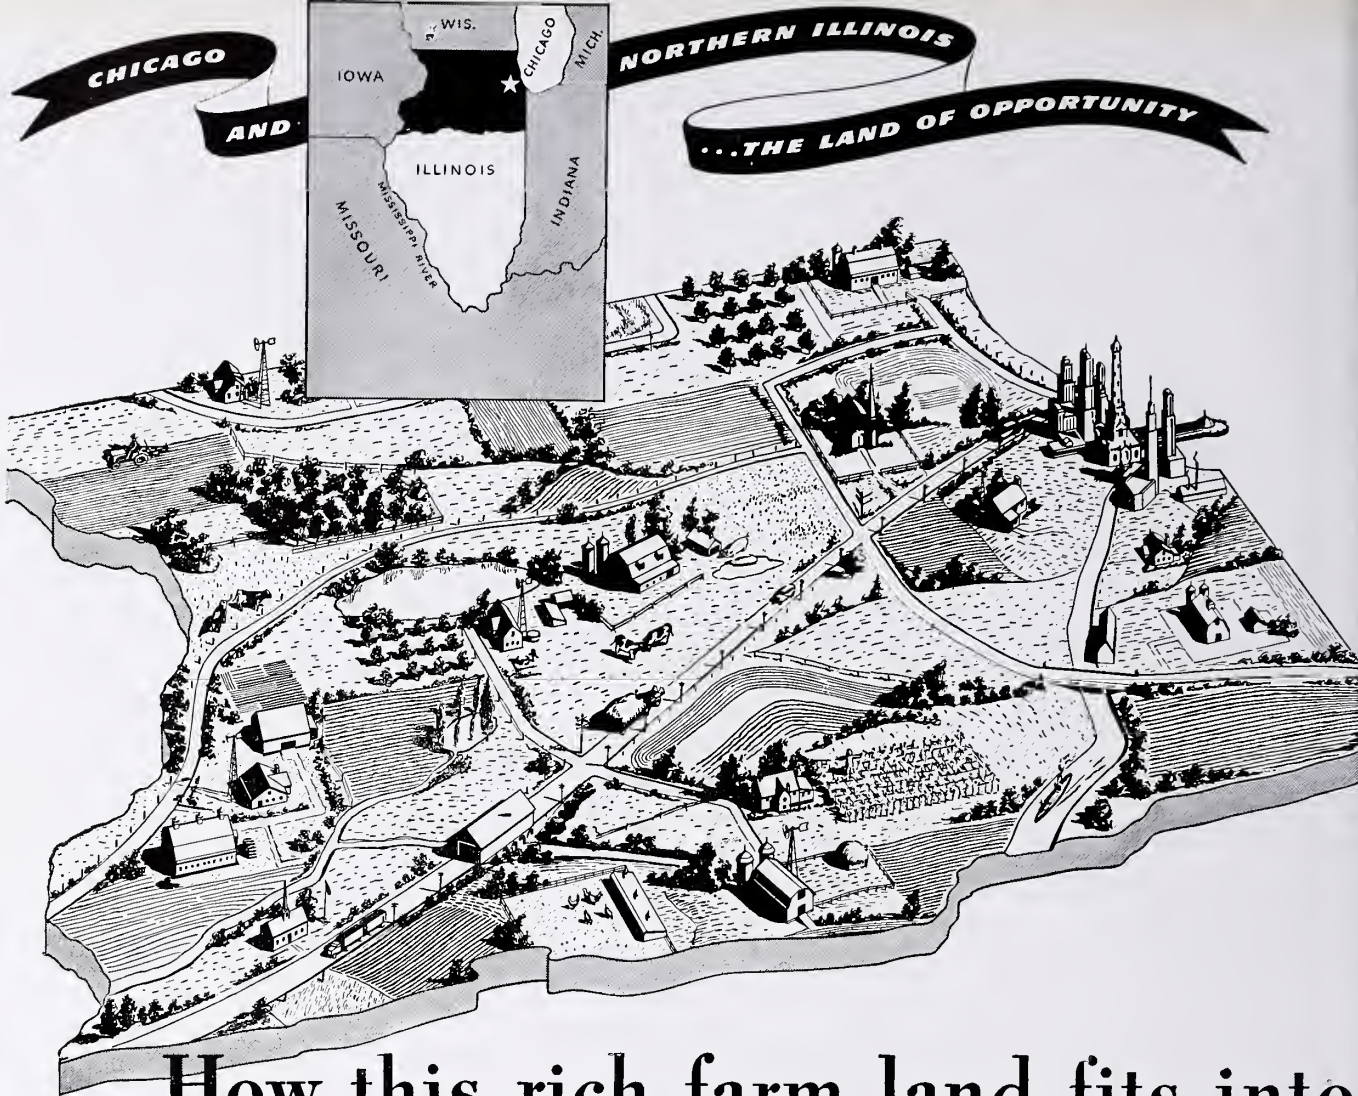 CHICAGO
AND
NORTHERN ILLINOIS
...THE LAND OF OPPORTUNITY
WIS.
CHICAGO
MICH.
IOWA
ILLINOIS
MISSISSIPPI RIVER
MISSOURI
INDIANA
How this rich farm land fits into